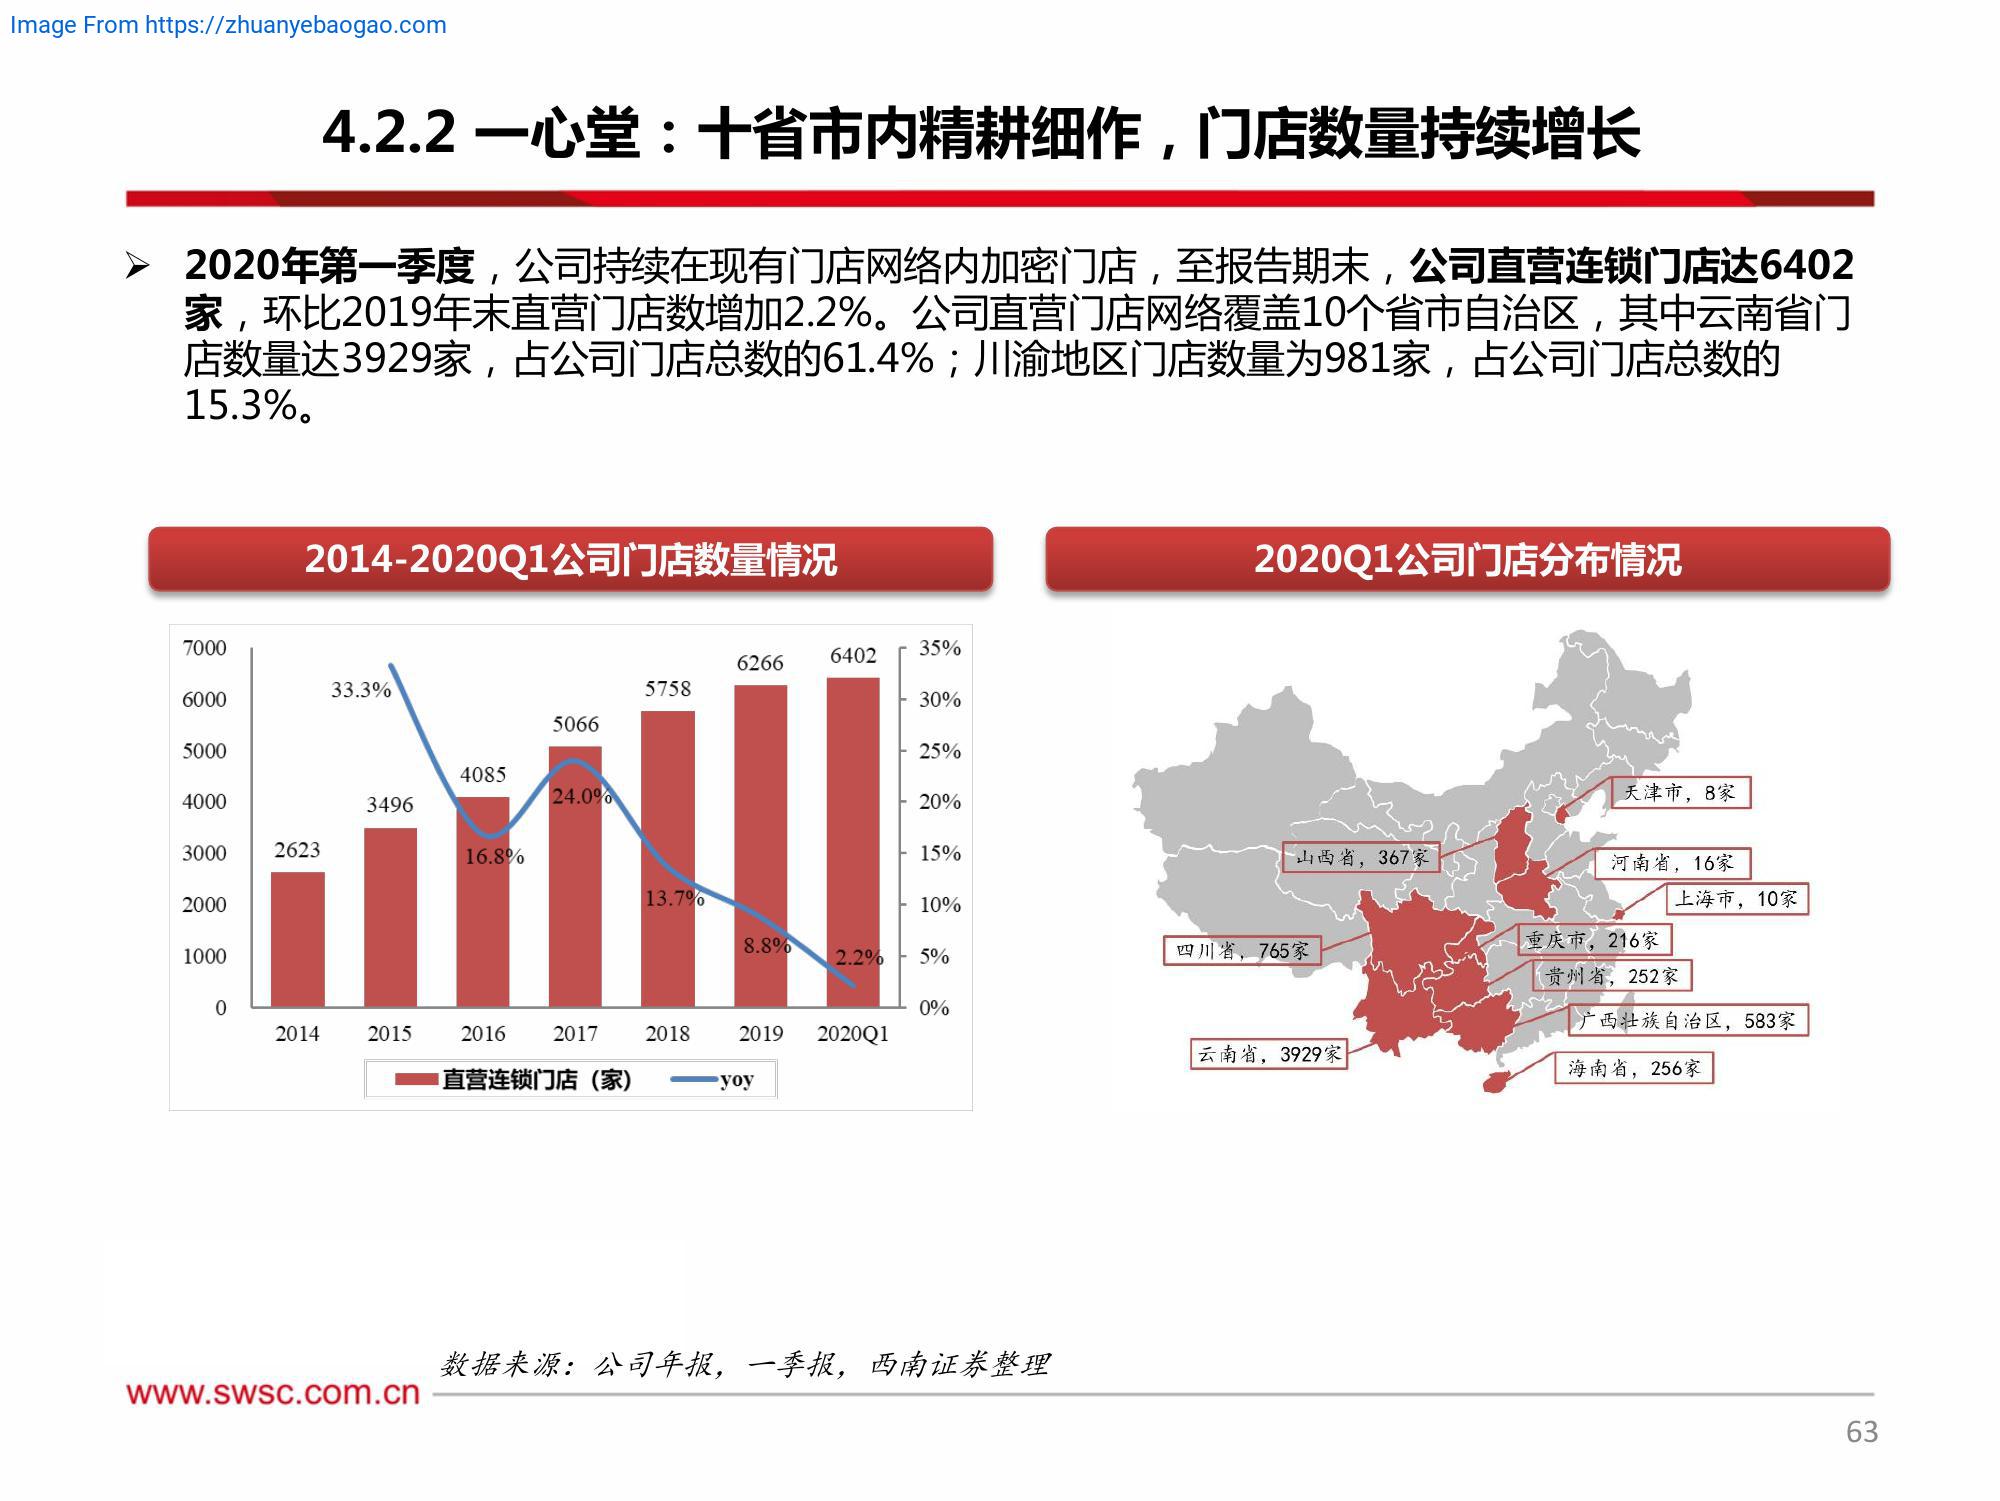 Image From https://zhuanyebaogao.com
4.2.2 一心堂：十省市内精耕细作，门店数量持续增长
➢ 2020年第一季度，公司持续在现有门店网络内加密门店，至报告期末，公司直营连锁门店达6402
家，环比2019年末直营门店数增加2.2%。公司直营门店网络覆盖10个省市自治区，其中云南省门
店数量达3929家，占公司门店总数的61.4%；川渝地区门店数量为981家，占公司门店总数的
15.3%。
2014-2020Q1公司门店数量情况
7000
6000
5000
4000
3000
2000
1000
0
35%
30%
25%
20%
15%
10%
5%
0%
2623
3496
4085
5066
5758
6266
6402
33.3%
16.8%
24.0%
13.7%
8.8%
2.2%
2014
2015
2016
2017
2018
2019
2020Q1
直营连锁门店（家）
yoy
2020Q1公司门店分布情况
天津市，8家
山西省，367家
河南省，16家
上海市，10家
四川省，765家
重庆市，216家
贵州省，252家
广西壮族自治区，583家
云南省，3929家
海南省，256家
数据来源：公司年报，一季报，西南证券整理
www.swsc.com.cn
63